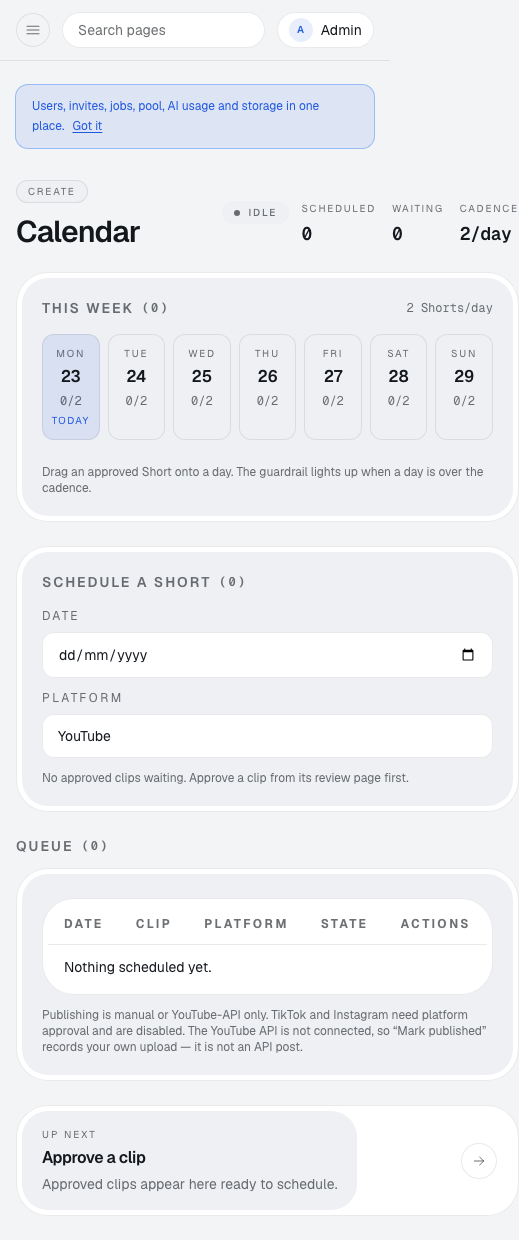 Search pages
A Admin
Users, invites, jobs, pool, AI usage and storage in one
place. Got it
CREATE
Calendar
IDLE
SCHEDULED WAITING CADENCE
0 0 2/day
THIS WEEK (0) 2 Shorts/day
MON TUE WED THU FRI SAT SUN
23 24 25 26 27 28 29
0/2 0/2 0/2 0/2 0/2 0/2 0/2
TODAY
Drag an approved Short onto a day. The guardrail lights up when a day is over the
cadence.
SCHEDULE A SHORT (0)
DATE
dd/mm/yyyy
PLATFORM
YouTube
No approved clips waiting. Approve a clip from its review page first.
QUEUE (0)
DATE CLIP PLATFORM STATE ACTIONS
Nothing scheduled yet.
Publishing is manual or YouTube-API only. TikTok and Instagram need platform
approval and are disabled. The YouTube API is not connected, so “Mark published”
records your own upload — it is not an API post.
UP NEXT
Approve a clip
Approved clips appear here ready to schedule.